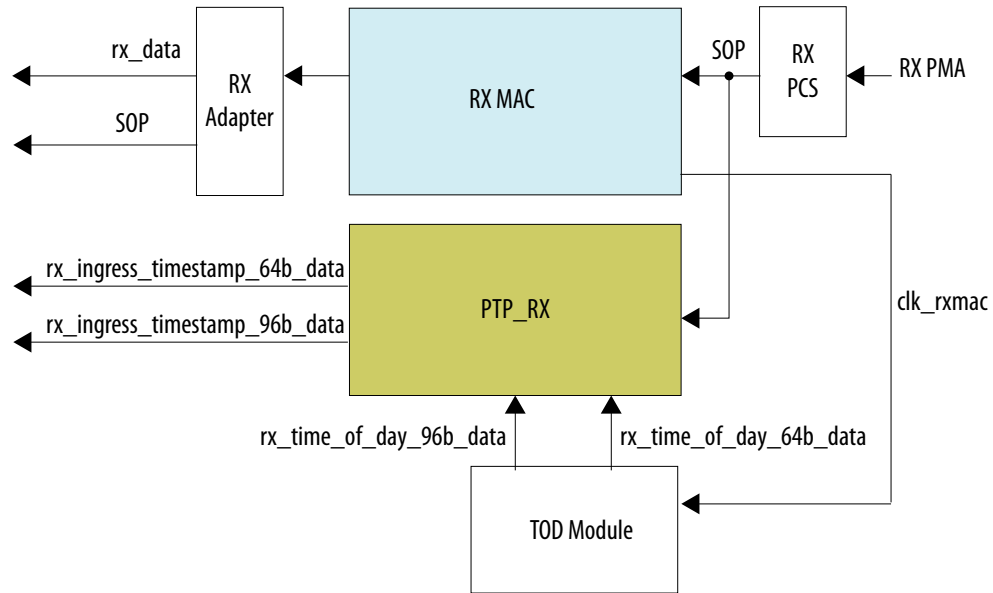 rx_data
SOP
RX
Adapter
RX MAC
SOP
RX
PCS
RX PMA
rx_ingress_timestamp_64b_data
rx_ingress_timestamp_96b_data
PTP_RX
clk_rxmac
rx_time_of_day_96b_data
rx_time_of_day_64b_data
TOD Module